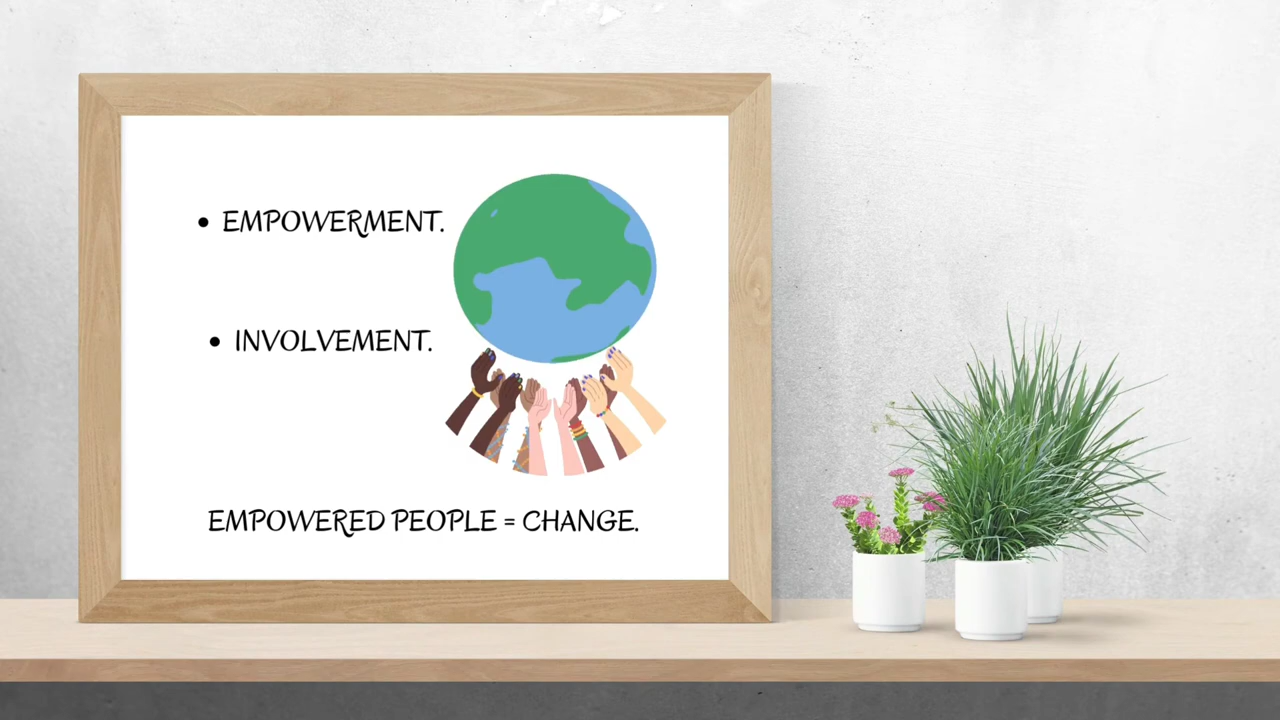 • EMPOWERMENT.
• INVOLVEMENT.
EMPOWERED PEOPLE = CHANGE.